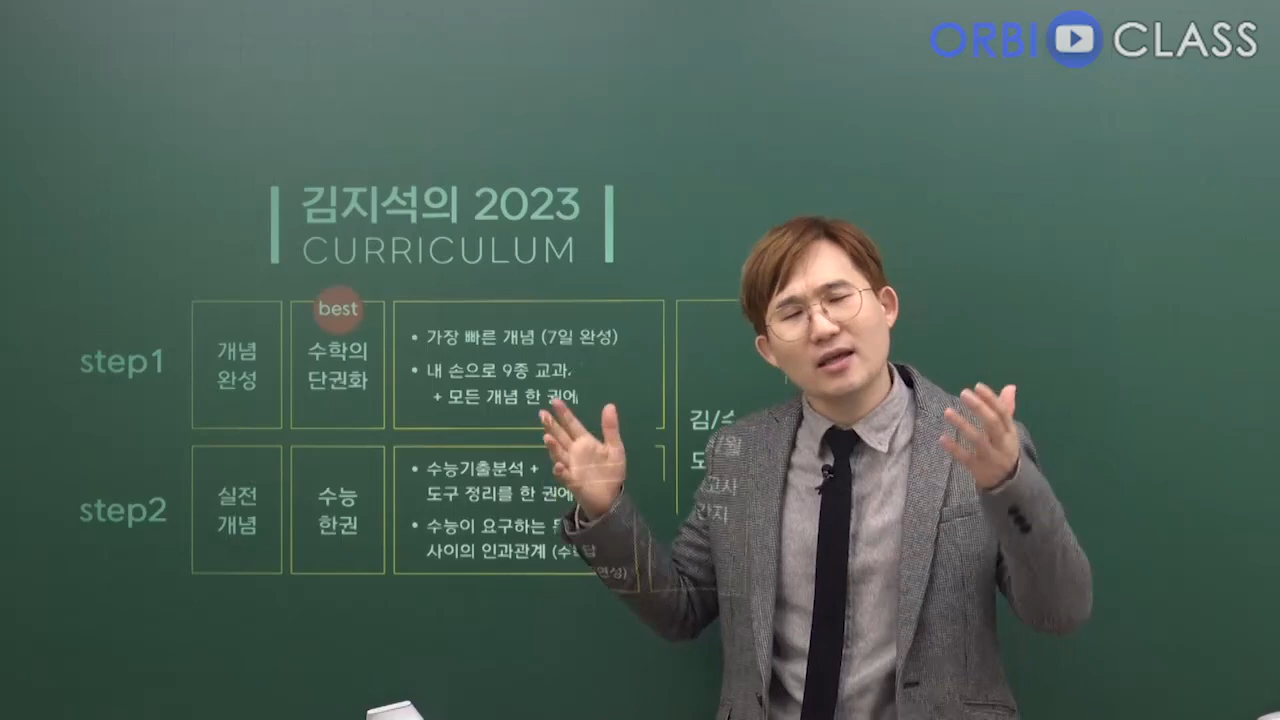 ORBI CLASS
김지석의 2023
CURRICULUM
best
step1
개념
완성
수학의
단권화
• 가장 빠른 개념 (7일 완성)
• 내 손으로 9종 교과
+ 모든 개념 한 권에
김/수
step2
실전
개념
수능
한권
• 수능기출분석 +
도구 정리를 한 권에
• 수능이 요구하는
사이의 인과관계